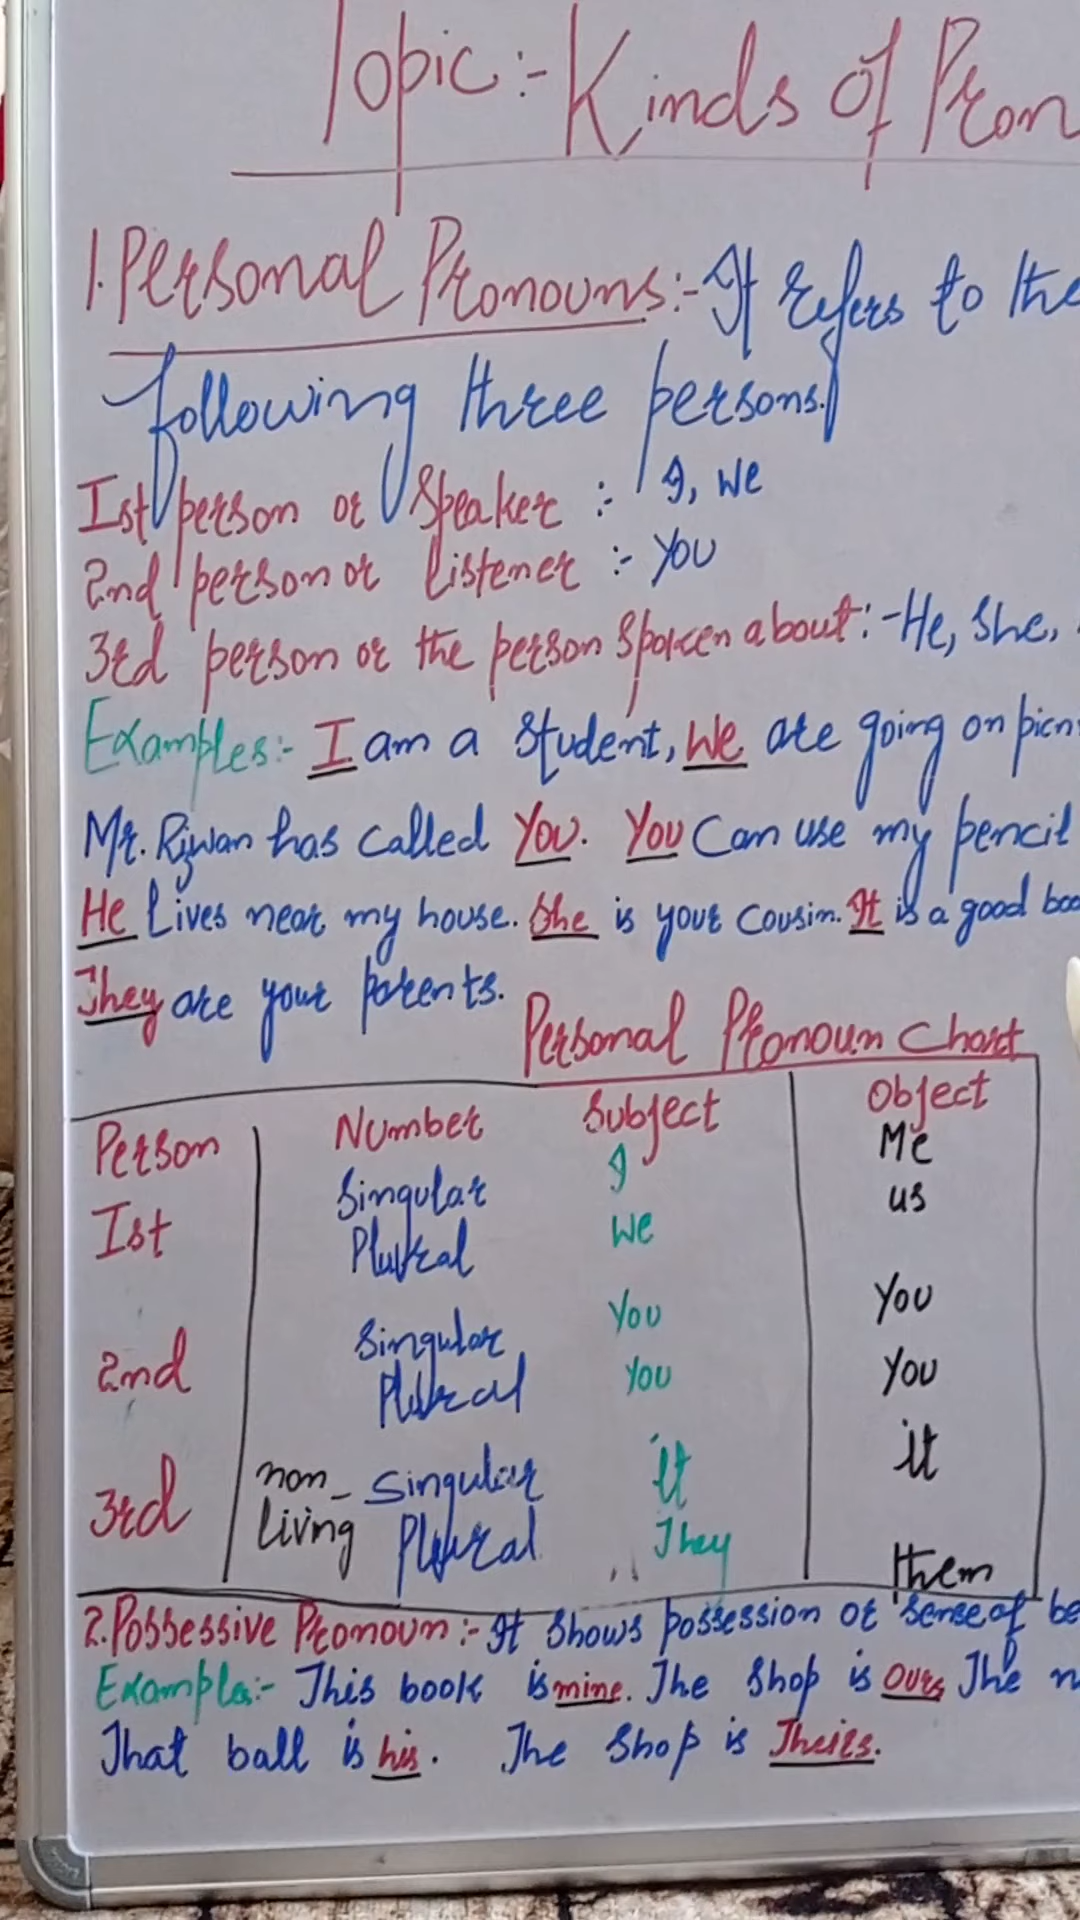 Topic:- Kinds of Pron
1. Personal Pronouns:- It refers to the
following three persons.
Ist person or Speaker :- I, We
2nd person or listener :- You
3rd person or the person Spoken about:- He, She,
Examples:- I am a Student, We are going on picn
Mr. Rizwan has called You. You Can use my pencil
He lives near my house. She is your cousin. It is a good boo
They are your parents.
Personal Pronoun Chart
Person Number Subject Object
Ist Singular I Me
Plural We us
2nd Singular You You
Plural You You
3rd non-living Singular it it
Plural They them
2. Possessive Pronoun:- It Shows possession or sense of be
Example:- This book is mine. The Shop is Ours The n
That ball is his. The Shop is Theirs.